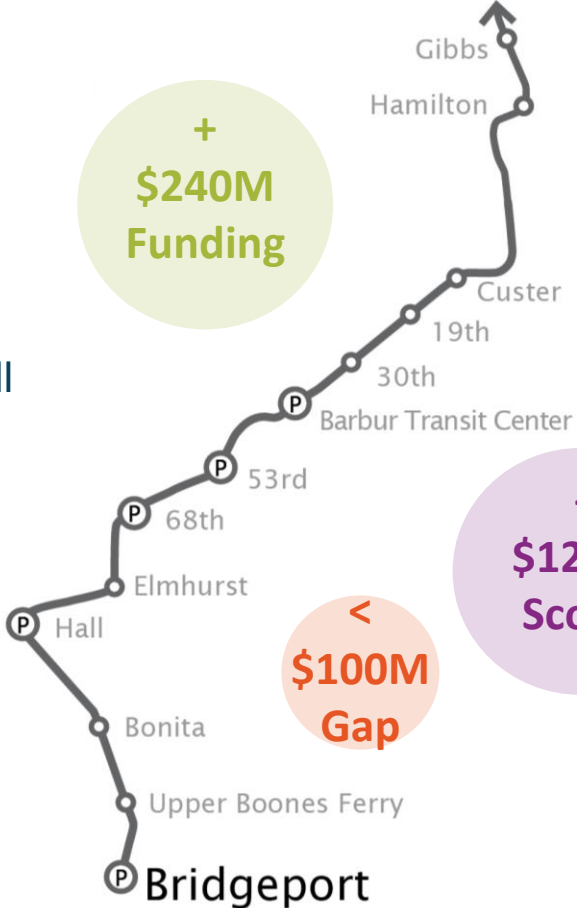 Gibbs
Hamilton
+
$240M
Funding
Custer
19th
30th
P
Barbur Transit Center
P
53rd
P
68th
Elmhurst
P
Hall
<
$100M
Gap
Bonita
Upper Boones Ferry
P
Bridgeport